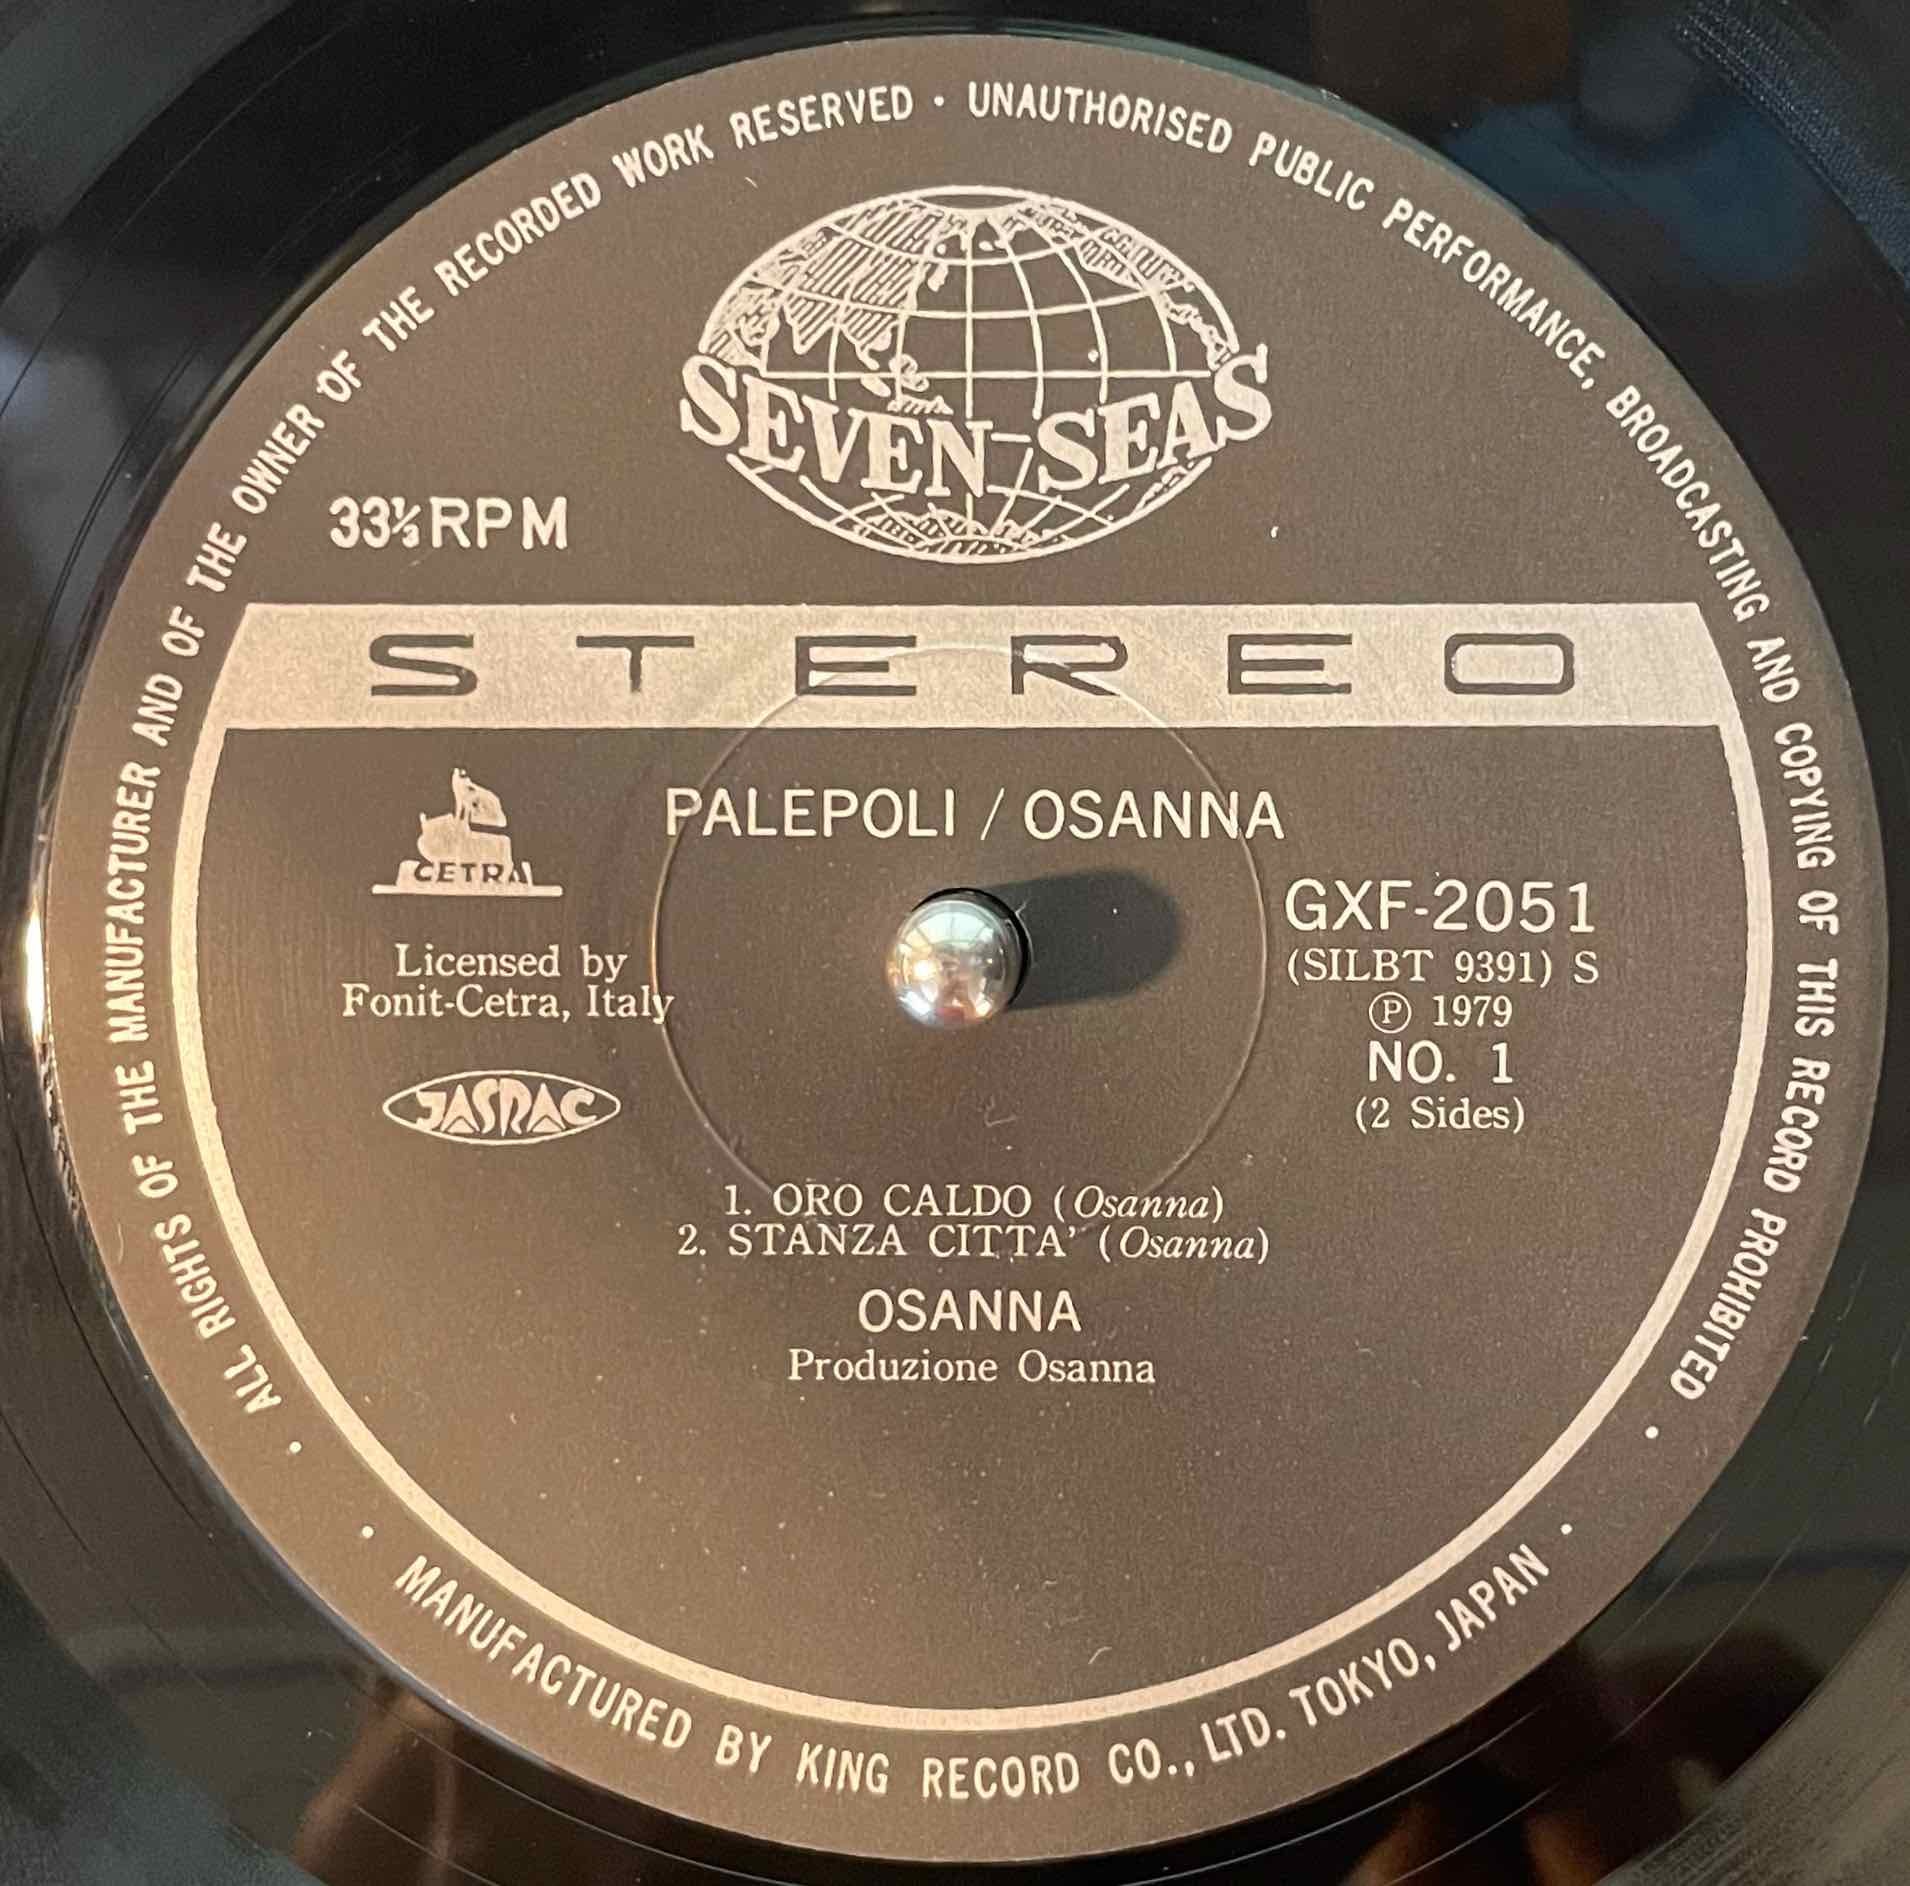 ALL RIGHTS OF THE MANUFACTURER AND OF THE OWNER OF THE RECORDED WORK RESERVED · UNAUTHORISED PUBLIC PERFORMANCE, BROADCASTING AND COPYING OF THIS RECORD PROHIBITED ·
SEVEN SEAS
33⅓ RPM
STEREO
CETRA
PALEPOLI / OSANNA
Licensed by
Fonit-Cetra, Italy
JASRAC
GXF-2051
(SILBT 9391) S
Ⓟ 1979
NO. 1
(2 Sides)
1. ORO CALDO (Osanna)
2. STANZA CITTA' (Osanna)
OSANNA
Produzione Osanna
· MANUFACTURED BY KING RECORD CO., LTD. TOKYO, JAPAN ·